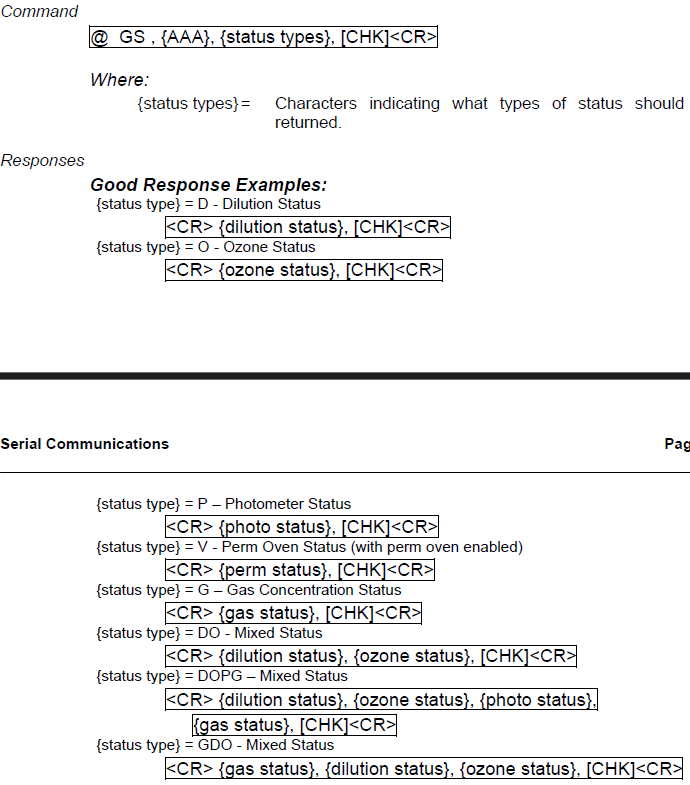 Command
@ GS , {AAA}, {status types}, [CHK]<CR>
Where:
{status types}= Characters indicating what types of status should
returned.
Responses
Good Response Examples:
{status type} = D - Dilution Status
<CR> {dilution status}, [CHK]<CR>
{status type} = O - Ozone Status
<CR> {ozone status}, [CHK]<CR>
Serial Communications Pag
{status type} = P – Photometer Status
<CR> {photo status}, [CHK]<CR>
{status type} = V - Perm Oven Status (with perm oven enabled)
<CR> {perm status}, [CHK]<CR>
{status type} = G – Gas Concentration Status
<CR> {gas status}, [CHK]<CR>
{status type} = DO - Mixed Status
<CR> {dilution status}, {ozone status}, [CHK]<CR>
{status type} = DOPG – Mixed Status
<CR> {dilution status}, {ozone status}, {photo status},
{gas status}, [CHK]<CR>
{status type} = GDO - Mixed Status
<CR> {gas status}, {dilution status}, {ozone status}, [CHK]<CR>